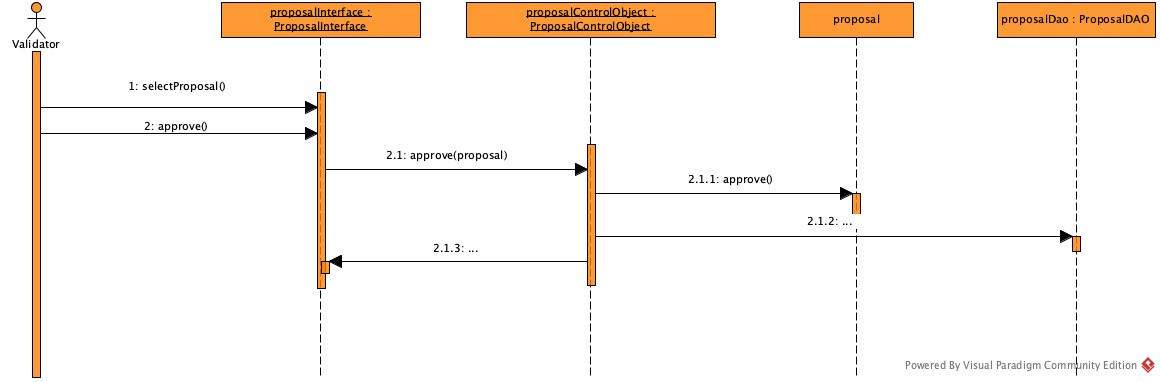 proposalInterface :
ProposalInterface
proposalControlObject :
ProposalControlObject
proposal
proposalDao : ProposalDAO
Validator
1: selectProposal()
2: approve()
2.1: approve(proposal)
2.1.1: approve()
2.1.2: ...
2.1.3: ...
Powered By Visual Paradigm Community Edition